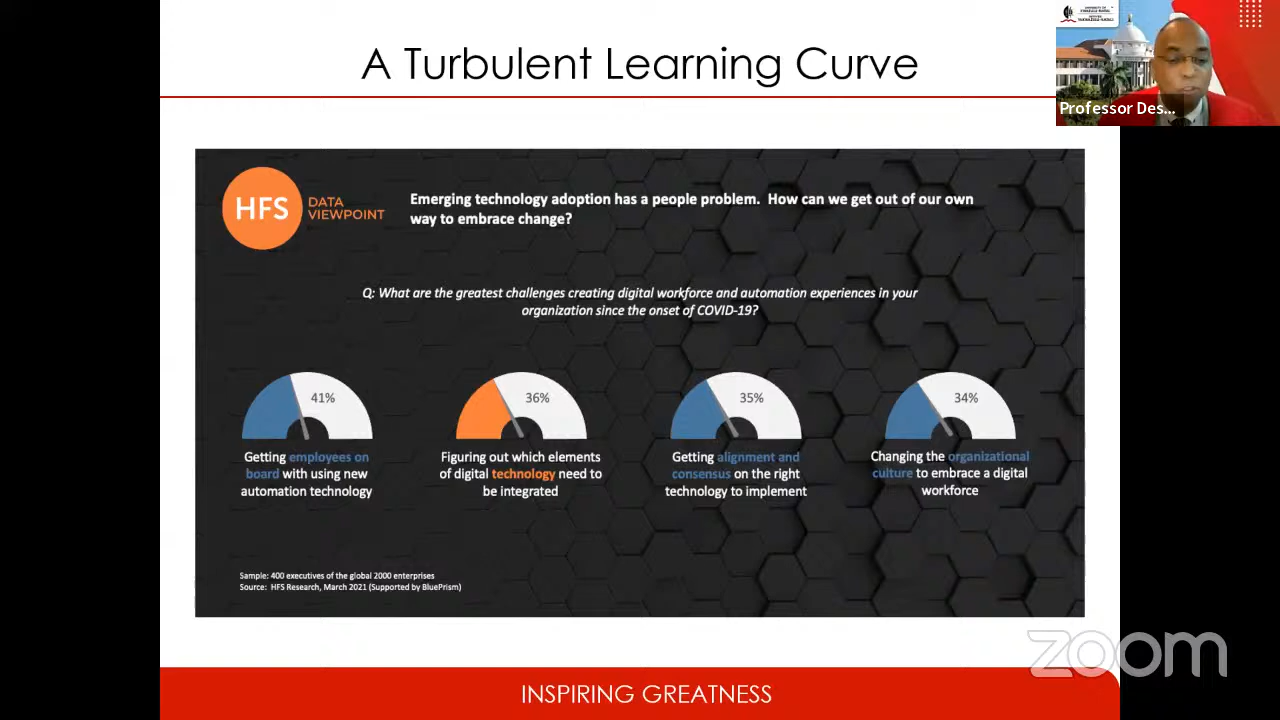 A Turbulent Learning Curve
Professor Des...
HFS
DATA
VIEWPOINT
Emerging technology adoption has a people problem. How can we get out of our own
way to embrace change?
Q: What are the greatest challenges creating digital workforce and automation experiences in your
organization since the onset of COVID-19?
41%
Getting employees on
board with using new
automation technology
36%
Figuring out which elements
of digital technology need to
be integrated
35%
Getting alignment and
consensus on the right
technology to implement
34%
Changing the organizational
culture to embrace a digital
workforce
Sample: 400 executives of the global 2000 enterprises
Source: HFS Research, March 2021 (Supported by BluePrism)
zoom
INSPIRING GREATNESS